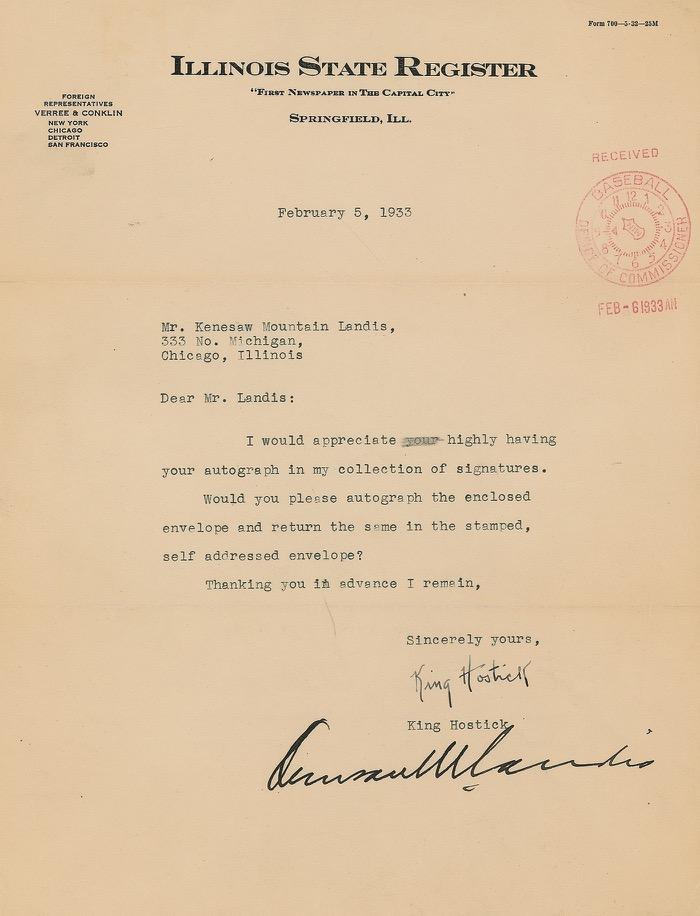 Form 700—5-32—25M
ILLINOIS STATE REGISTER
"FIRST NEWSPAPER IN THE CAPITAL CITY"
SPRINGFIELD, ILL.
FOREIGN
REPRESENTATIVES
VERREE & CONKLIN
NEW YORK
CHICAGO
DETROIT
SAN FRANCISCO
RECEIVED
BASEBALL
DEP'T OF COMMISSIONER
FEB-6 1933 AM
February 5, 1933
Mr. Kenesaw Mountain Landis,
333 No. Michigan,
Chicago, Illinois
Dear Mr. Landis:
I would appreciate your highly having
your autograph in my collection of signatures.
Would you please autograph the enclosed
envelope and return the same in the stamped,
self addressed envelope?
Thanking you in advance I remain,
Sincerely yours,
King Hostick
King Hostick
Kenesaw M Landis